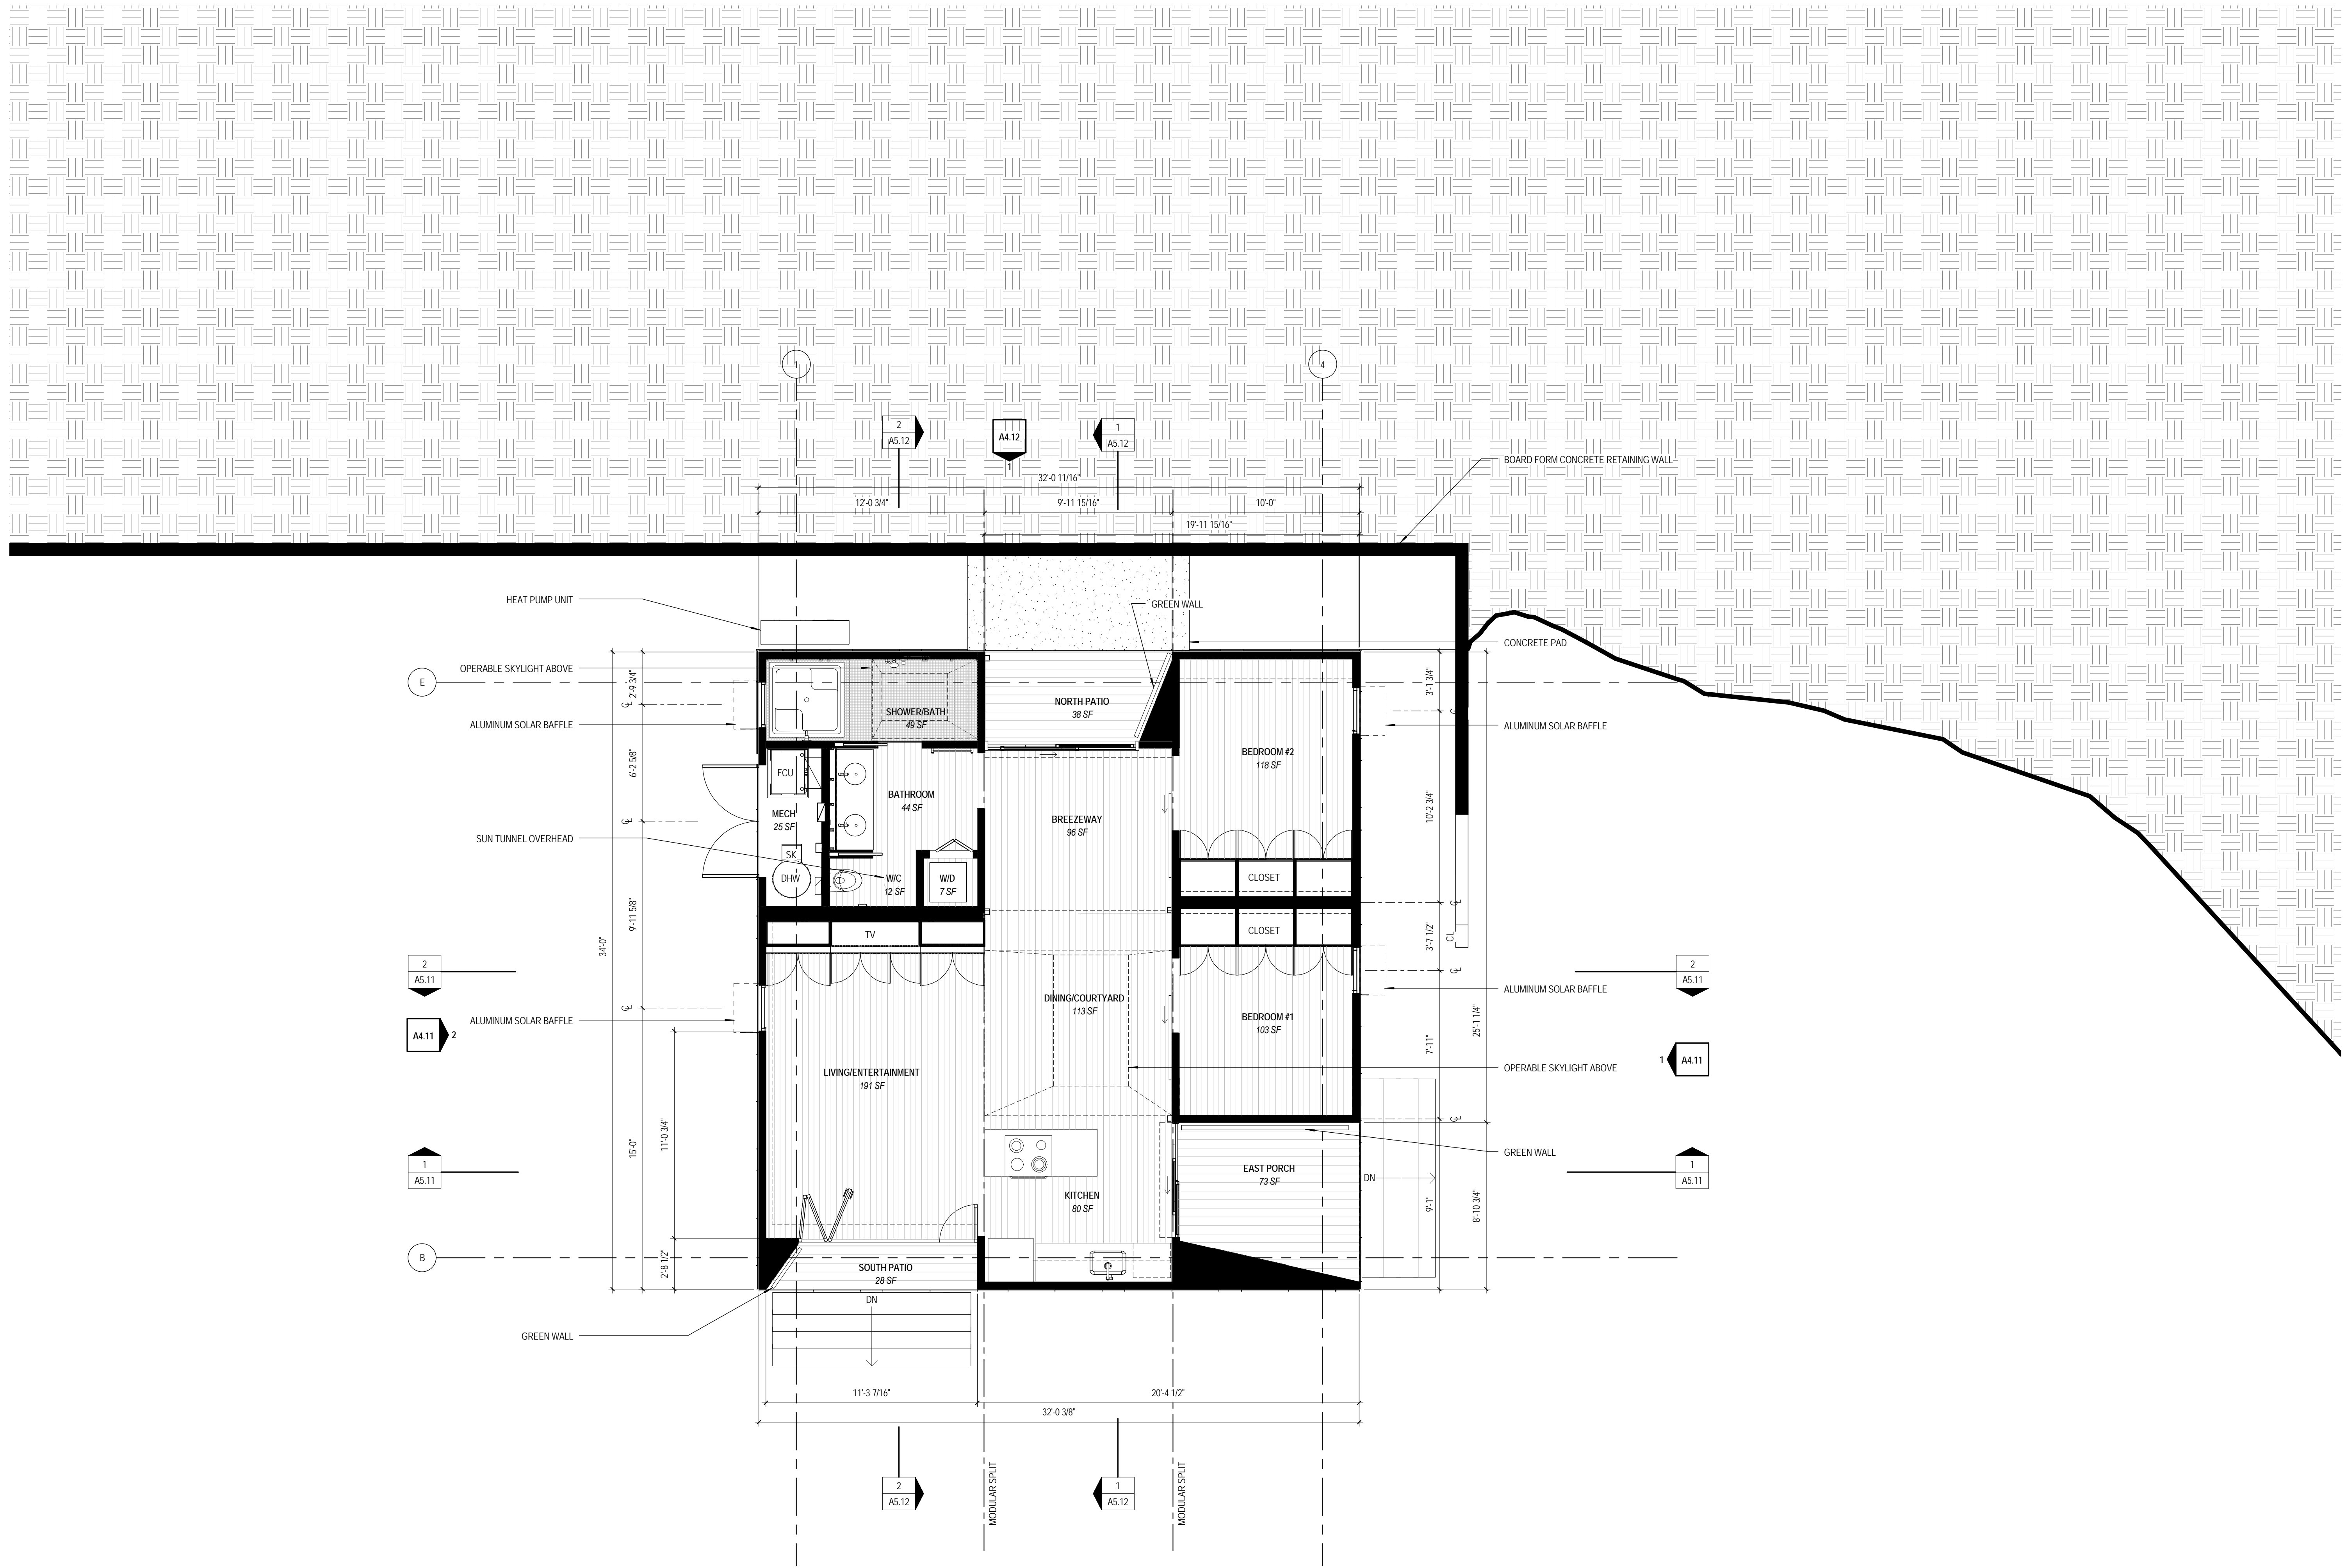 1
4
2
A5.12
A4.12
1
1
A5.12
BOARD FORM CONCRETE RETAINING WALL
32'-0 11/16"
12'-0 3/4"
9'-11 15/16"
10'-0"
19'-11 15/16"
HEAT PUMP UNIT
GREEN WALL
CONCRETE PAD
OPERABLE SKYLIGHT ABOVE
E
2'-9 3/4"
3'-1 3/4"
NORTH PATIO
38 SF
SHOWER/BATH
49 SF
ALUMINUM SOLAR BAFFLE
ALUMINUM SOLAR BAFFLE
BEDROOM #2
118 SF
6'-2 5/8"
FCU
BATHROOM
44 SF
10'-2 3/4"
MECH
25 SF
BREEZEWAY
96 SF
SUN TUNNEL OVERHEAD
SK
DHW
W/C
12 SF
W/D
7 SF
CLOSET
9'-11 5/8"
34'-0"
TV
CLOSET
3'-7 1/2"
CL
2
A5.11
2
A5.11
DINING/COURTYARD
113 SF
ALUMINUM SOLAR BAFFLE
ALUMINUM SOLAR BAFFLE
BEDROOM #1
103 SF
25'-1 1/4"
A4.11
2
7'-11"
1
A4.11
OPERABLE SKYLIGHT ABOVE
LIVING/ENTERTAINMENT
191 SF
11'-0 3/4"
15'-0"
GREEN WALL
1
A5.11
1
A5.11
EAST PORCH
73 SF
DN
KITCHEN
80 SF
9'-1"
8'-10 3/4"
B
2'-8 1/2"
SOUTH PATIO
28 SF
DN
GREEN WALL
11'-3 7/16"
20'-4 1/2"
32'-0 3/8"
2
A5.12
MODULAR SPLIT
1
A5.12
MODULAR SPLIT